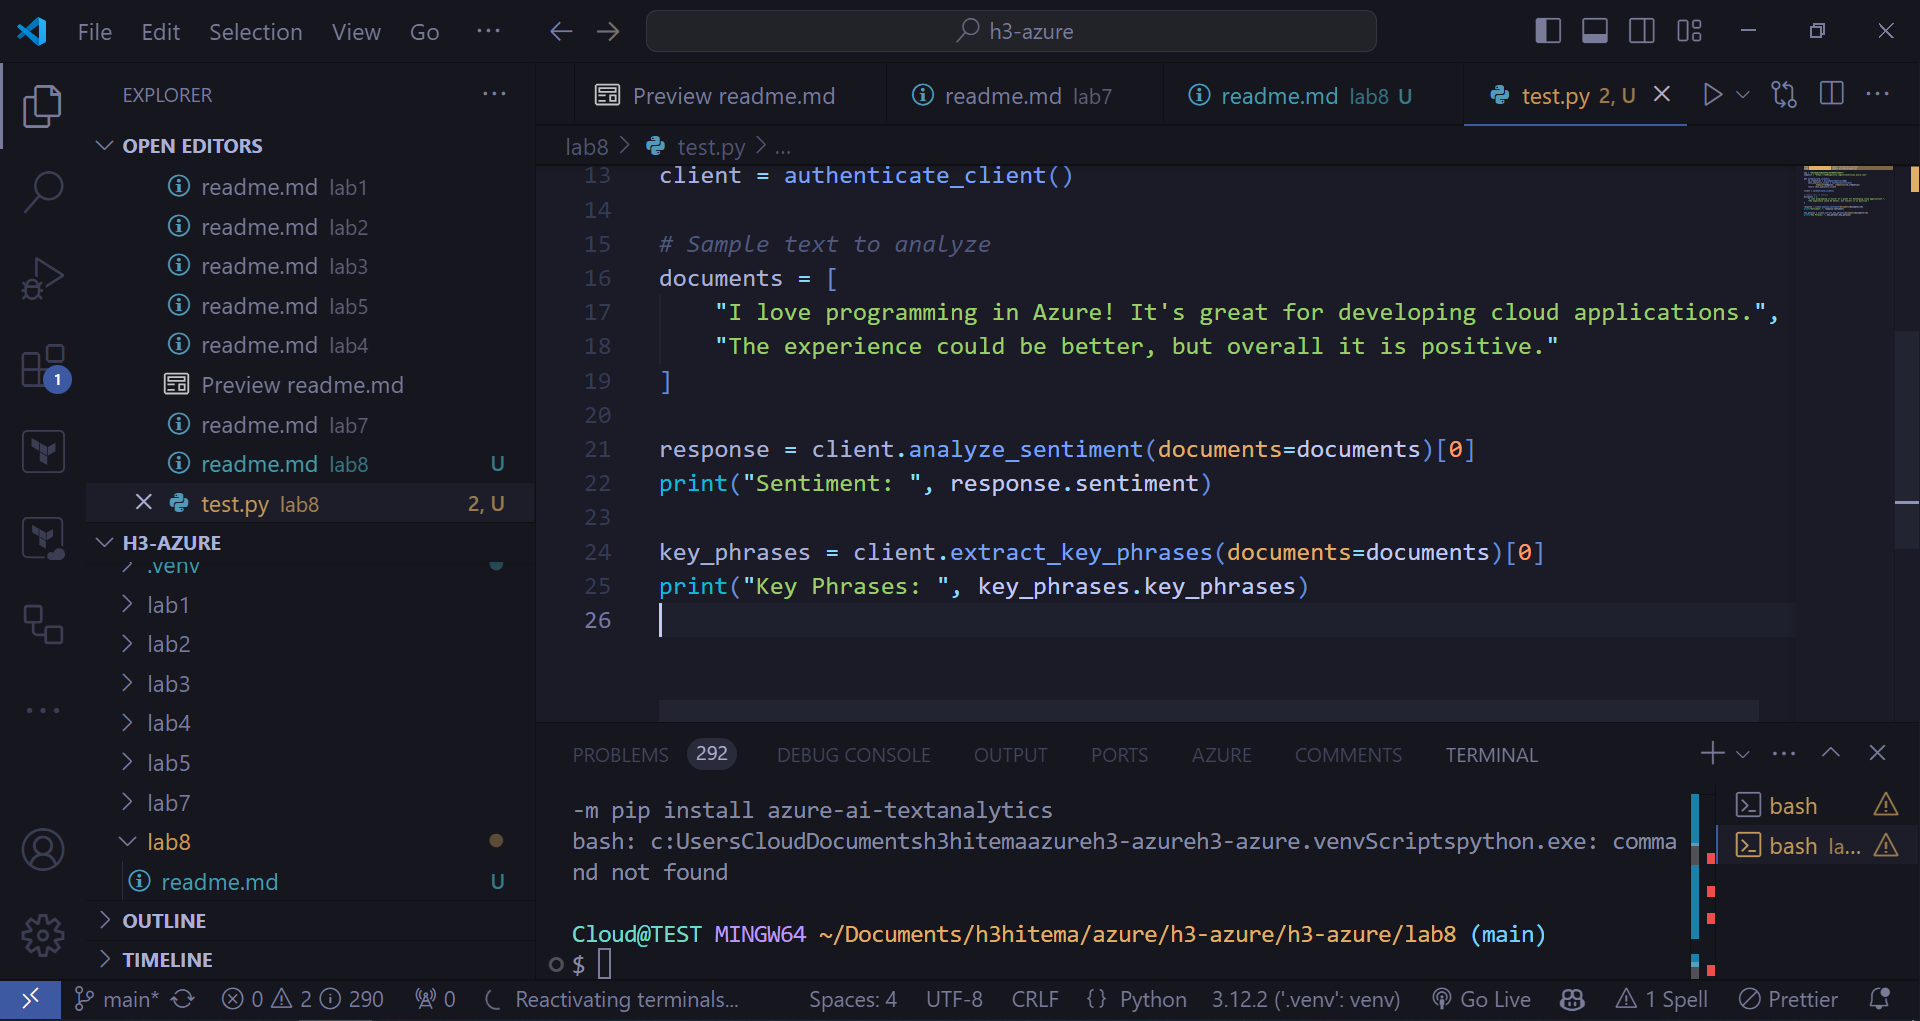 File Edit Selection View Go ··· h3-azure
EXPLORER ···
OPEN EDITORS
readme.md lab1
readme.md lab2
readme.md lab3
readme.md lab5
readme.md lab4
Preview readme.md
readme.md lab7
readme.md lab8 U
test.py lab8 2, U
H3-AZURE
.venv
lab1
lab2
lab3
lab4
lab5
lab7
lab8
readme.md U
OUTLINE
TIMELINE
1
Preview readme.md readme.md lab7 readme.md lab8 U test.py 2, U
lab8 > test.py > ...
13 client = authenticate_client()
14
15 # Sample text to analyze
16 documents = [
17 "I love programming in Azure! It's great for developing cloud applications.",
18 "The experience could be better, but overall it is positive."
19 ]
20
21 response = client.analyze_sentiment(documents=documents)[0]
22 print("Sentiment: ", response.sentiment)
23
24 key_phrases = client.extract_key_phrases(documents=documents)[0]
25 print("Key Phrases: ", key_phrases.key_phrases)
26
PROBLEMS 292 DEBUG CONSOLE OUTPUT PORTS AZURE COMMENTS TERMINAL
-m pip install azure-ai-textanalytics
bash: c:UsersCloudDocumentsh3hitemaazureh3-azureh3-azure.venvScriptspython.exe: comma
nd not found
Cloud@TEST MINGW64 ~/Documents/h3hitema/azure/h3-azure/h3-azure/lab8 (main)
$
bash
bash la...
main* 0 2 290 0 Reactivating terminals... Spaces: 4 UTF-8 CRLF {} Python 3.12.2 ('.venv': venv) Go Live 1 Spell Prettier